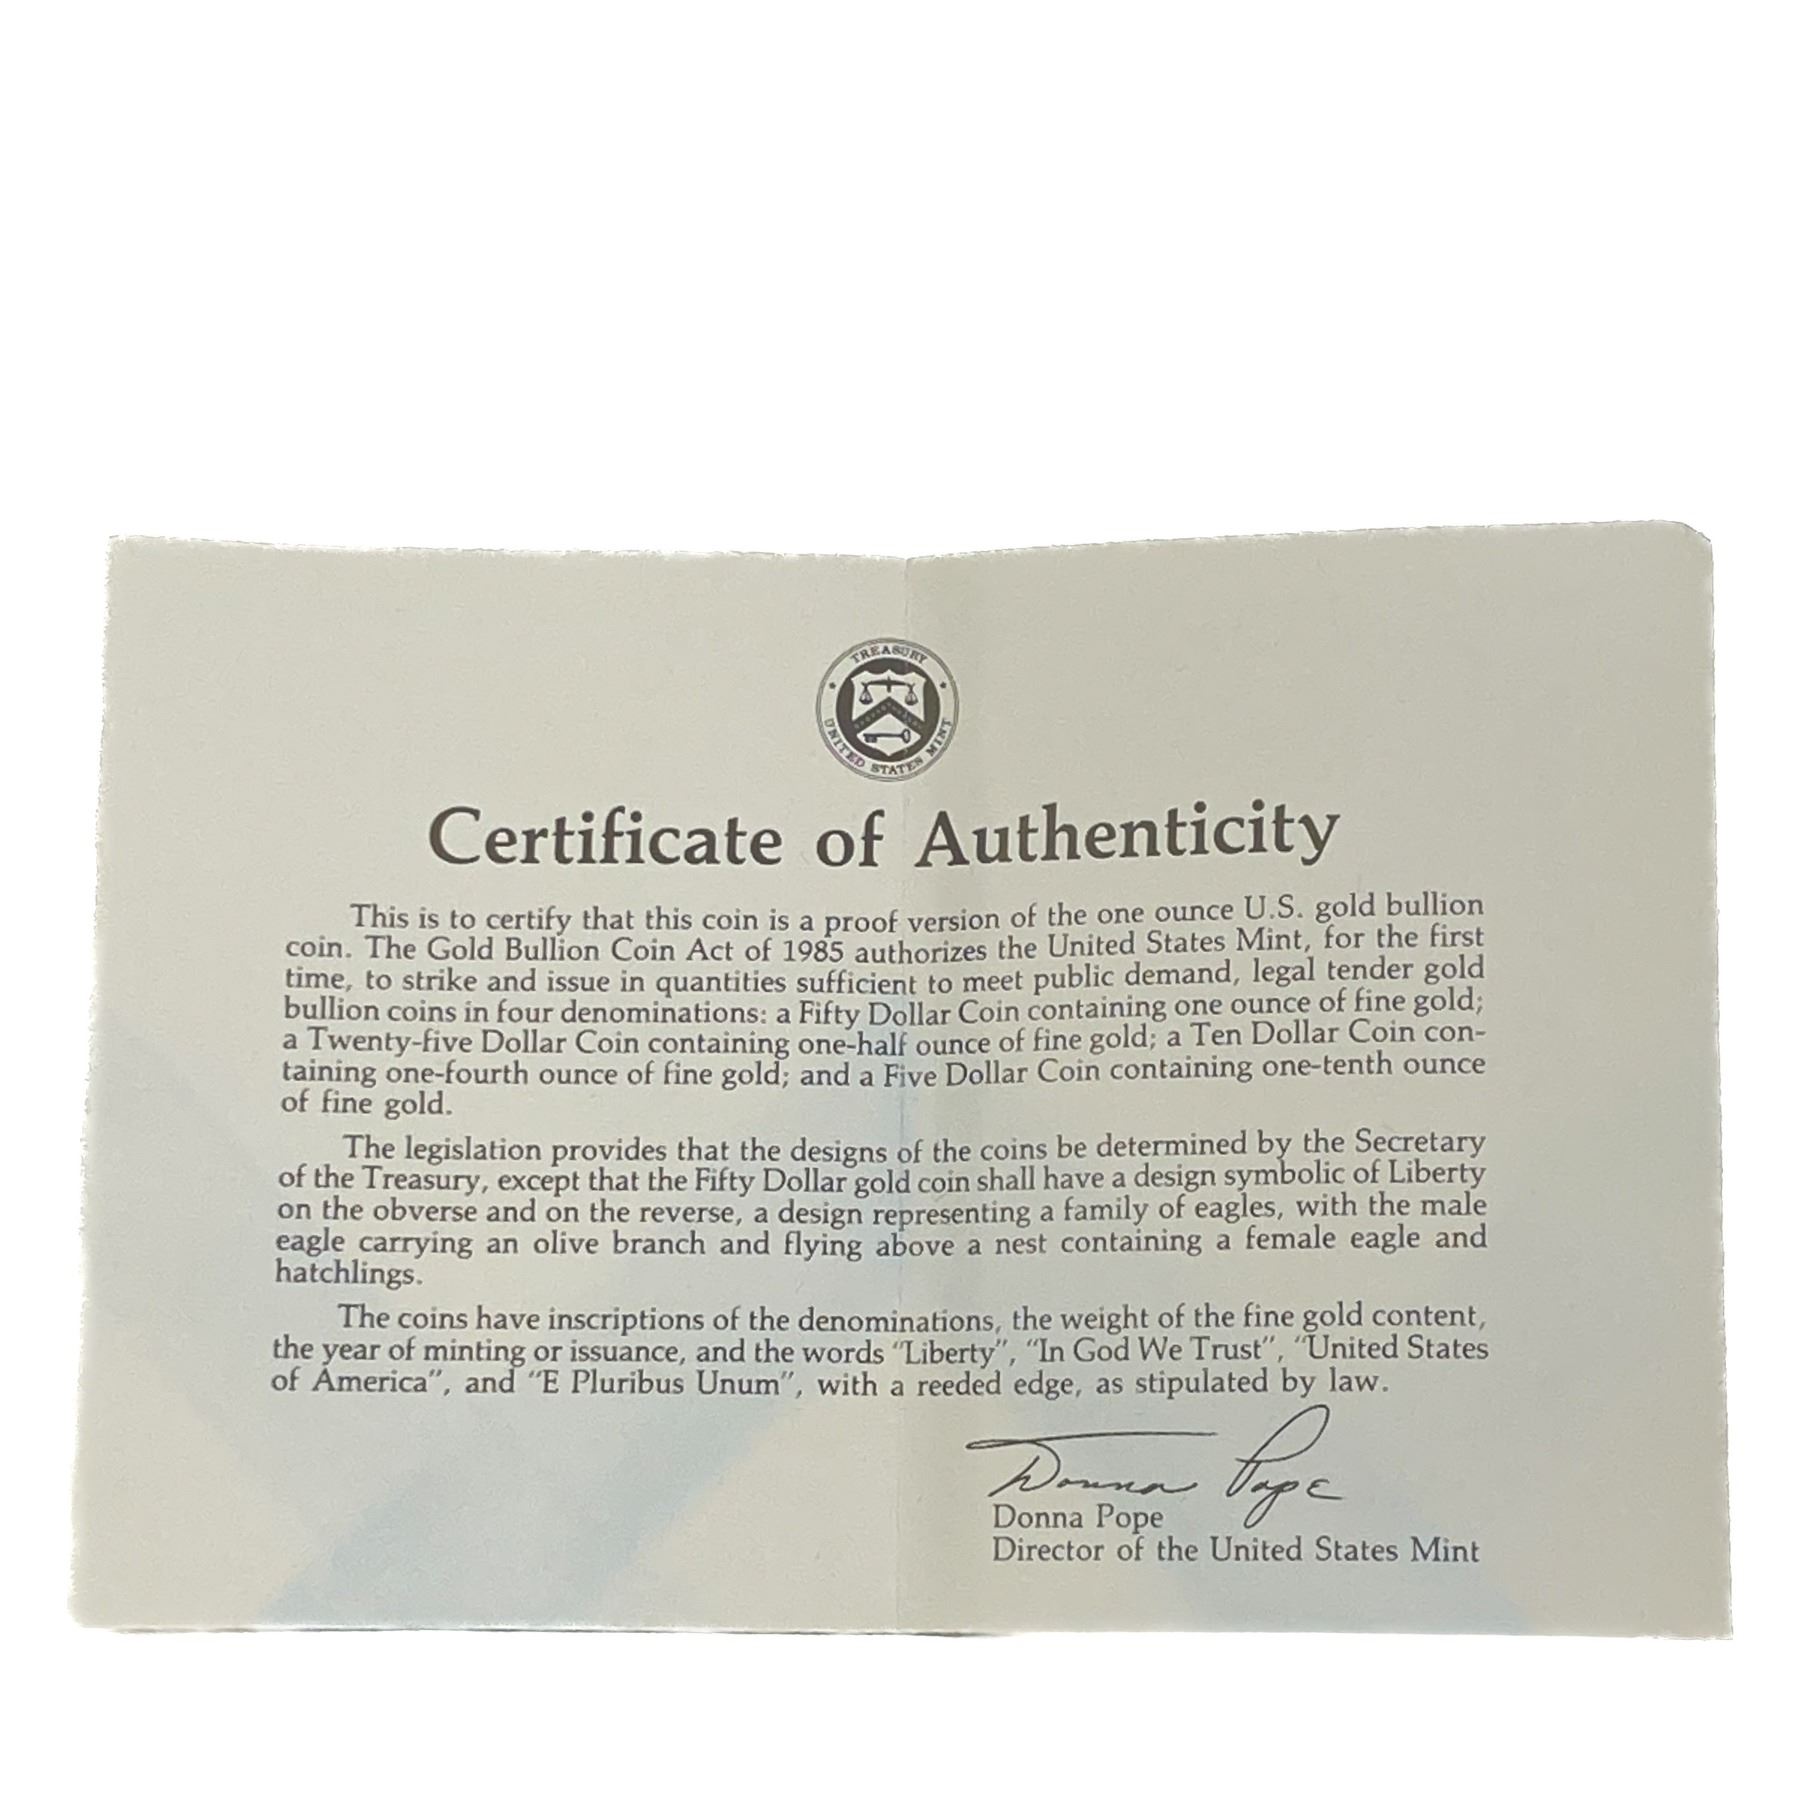 TREASURY
UNITED STATES MINT
Certificate of Authenticity
This is to certify that this coin is a proof version of the one ounce U.S. gold bullion
coin. The Gold Bullion Coin Act of 1985 authorizes the United States Mint, for the first
time, to strike and issue in quantities sufficient to meet public demand, legal tender gold
bullion coins in four denominations: a Fifty Dollar Coin containing one ounce of fine gold;
a Twenty-five Dollar Coin containing one-half ounce of fine gold; a Ten Dollar Coin con-
taining one-fourth ounce of fine gold; and a Five Dollar Coin containing one-tenth ounce
of fine gold.
The legislation provides that the designs of the coins be determined by the Secretary
of the Treasury, except that the Fifty Dollar gold coin shall have a design symbolic of Liberty
on the obverse and on the reverse, a design representing a family of eagles, with the male
eagle carrying an olive branch and flying above a nest containing a female eagle and
hatchlings.
The coins have inscriptions of the denominations, the weight of the fine gold content,
the year of minting or issuance, and the words “Liberty”, “In God We Trust”, “United States
of America”, and “E Pluribus Unum”, with a reeded edge, as stipulated by law.
Donna Pope
Donna Pope
Director of the United States Mint